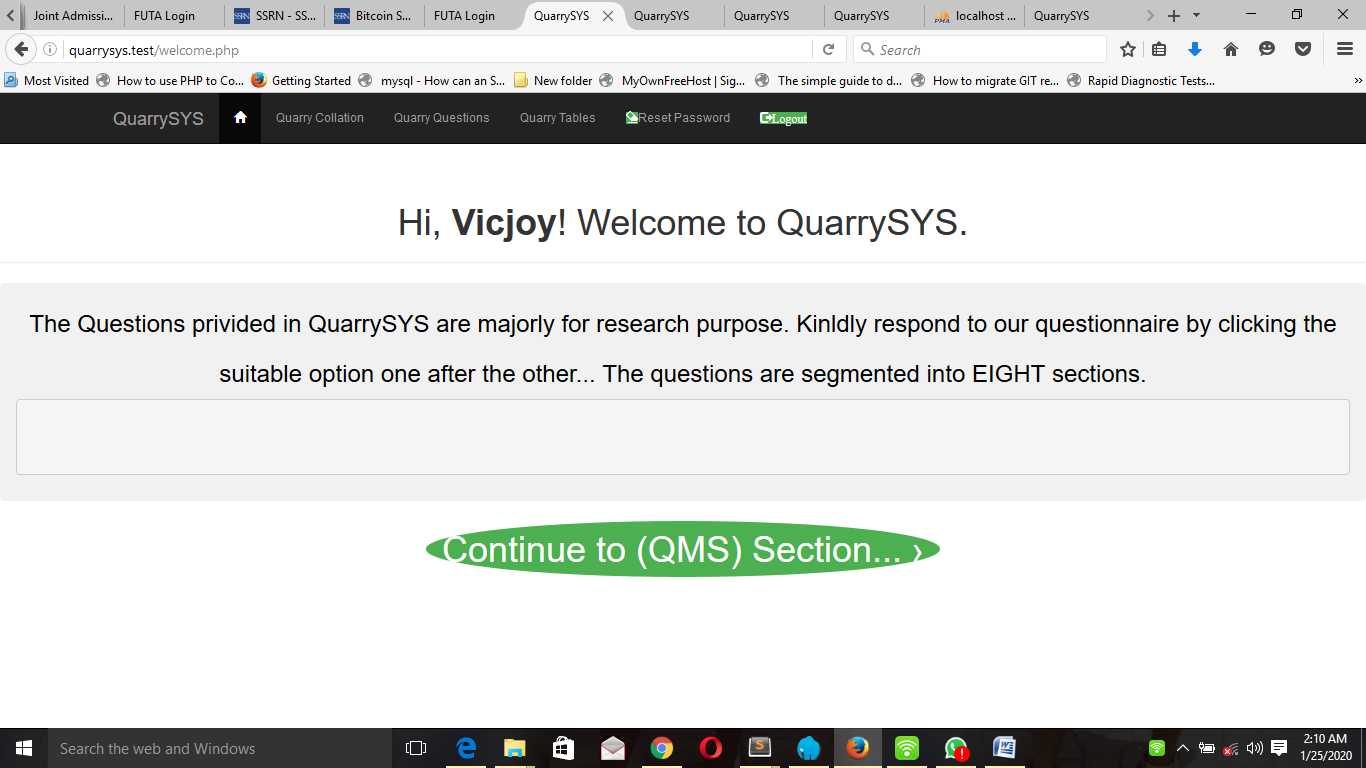 Joint Admissi...
FUTA Login
SSRN - SS...
Bitcoin S...
FUTA Login
QuarrySYS
QuarrySYS
QuarrySYS
QuarrySYS
localhost ...
QuarrySYS
quarrysys.test/welcome.php
Search
Most Visited
How to use PHP to Co...
Getting Started
mysql - How can an S...
New folder
MyOwnFreeHost | Sig...
The simple guide to d...
How to migrate GIT re...
Rapid Diagnostic Tests...
QuarrySYS
Quarry Collation
Quarry Questions
Quarry Tables
Reset Password
Logout
Hi, Vicjoy! Welcome to QuarrySYS.
The Questions privided in QuarrySYS are majorly for research purpose. Kinldly respond to our questionnaire by clicking the
suitable option one after the other... The questions are segmented into EIGHT sections.
Continue to (QMS) Section... ›
Search the web and Windows
2:10 AM
1/25/2020